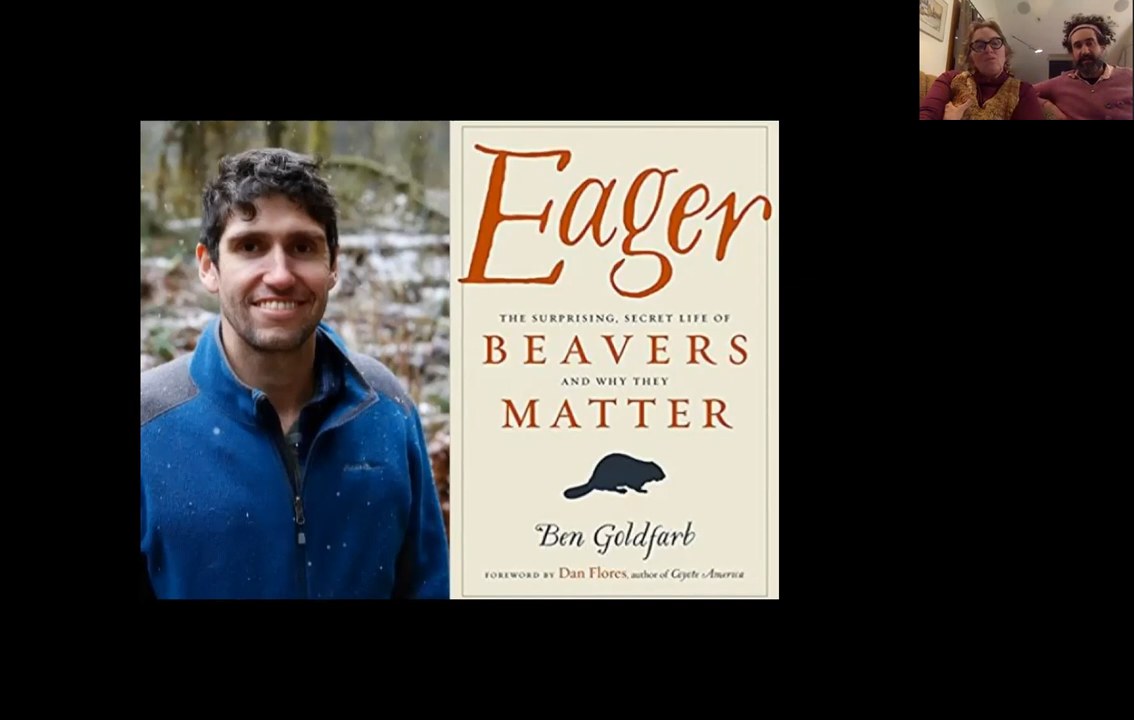 Eager
THE SURPRISING, SECRET LIFE OF
BEAVERS
AND WHY THEY
MATTER
Ben Goldfarb
FOREWORD BY Dan Flores, author of Coyote America